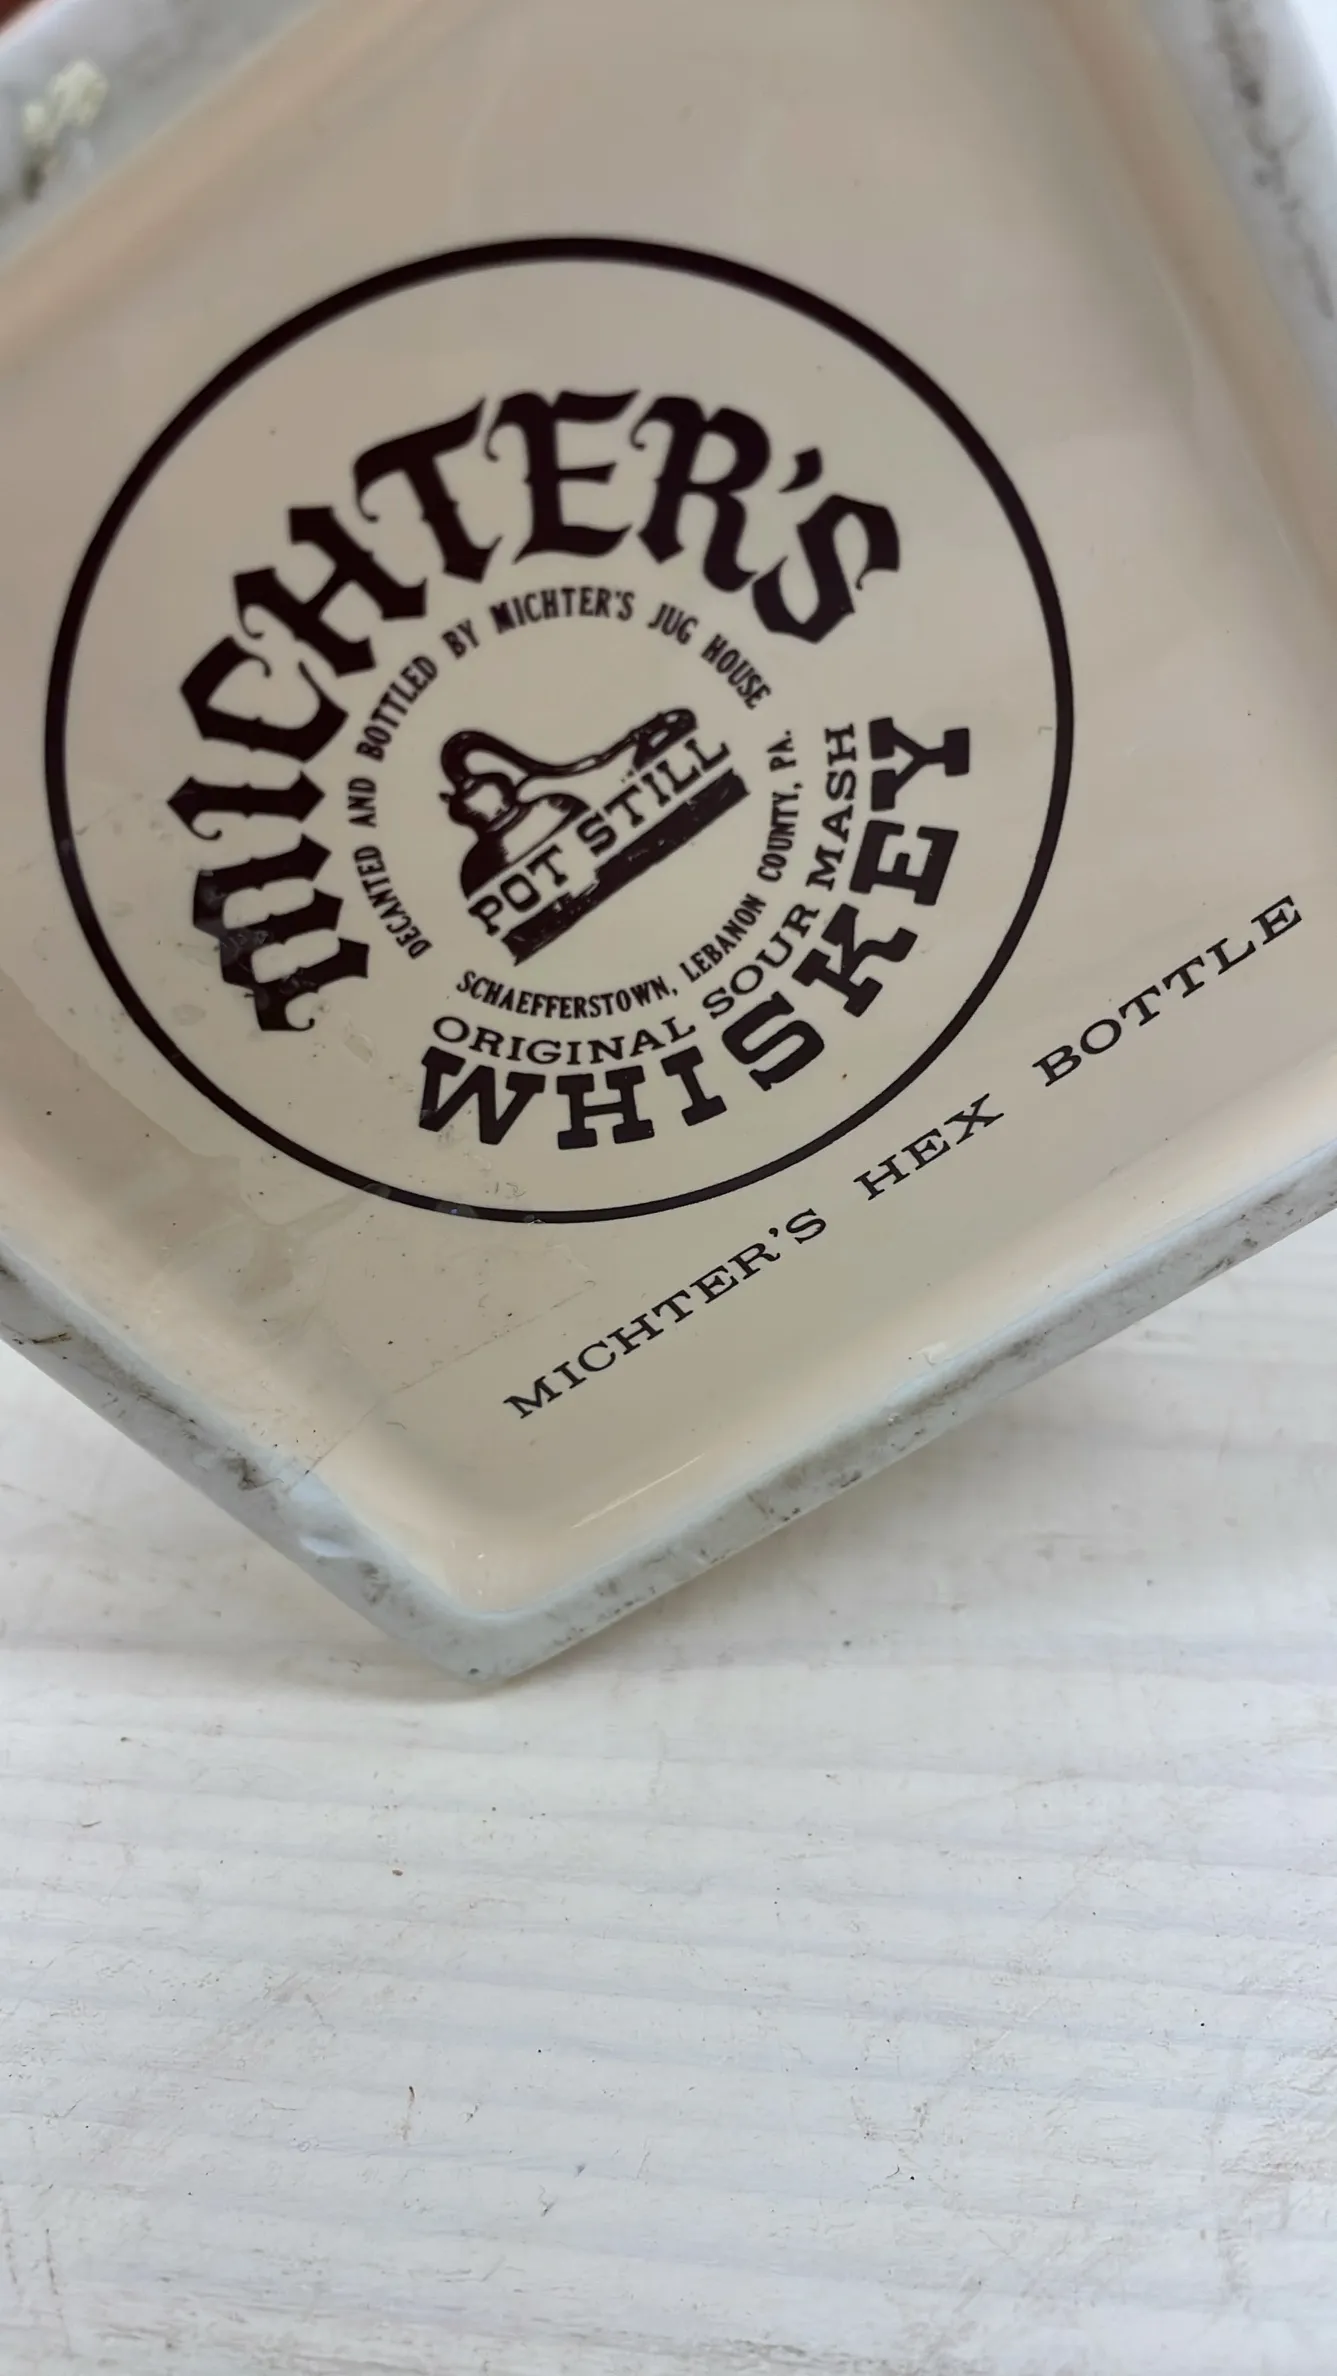 MICHTER'S
DECANTED AND BOTTLED BY MICHTER'S JUG HOUSE
POT STILL
SCHAEFFERSTOWN, LEBANON COUNTY, PA.
ORIGINAL SOUR MASH
WHISKEY
MICHTER'S HEX BOTTLE